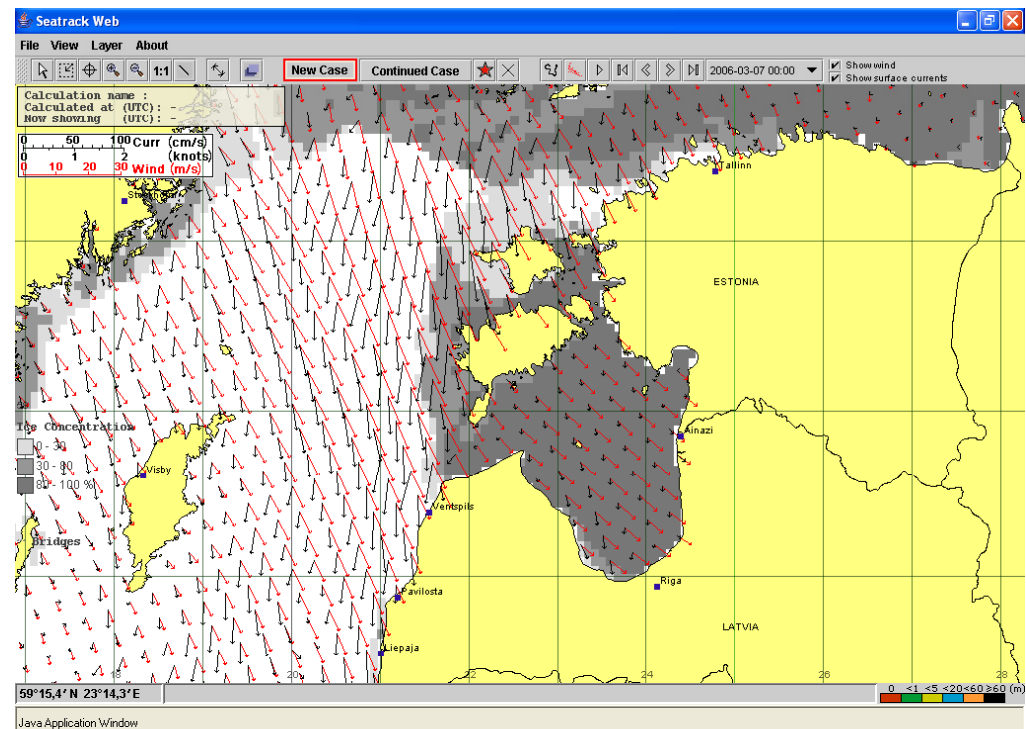 Seatrack Web
File View Layer About
1:1 New Case Continued Case 2006-03-07 00:00 Show wind
Show surface currents
Calculation name :
Calculated at (UTC): -
Now showing (UTC): -
0 50 100 Curr (cm/s)
0 1 2 (knots)
10 20 30 Wind (m/s)
Tallinn
ESTONIA
Ice Concentration
0 - 30
30 - 80
80 - 100 %
Ainazi
Visby
Ventspils
Bridges
Riga
Pavilosta
LATVIA
Liepaja
18 20 22 24 26 28
59°15,4' N 23°14,3' E
0 <1 <5 <20 <60 ≥60 (m)
Java Application Window